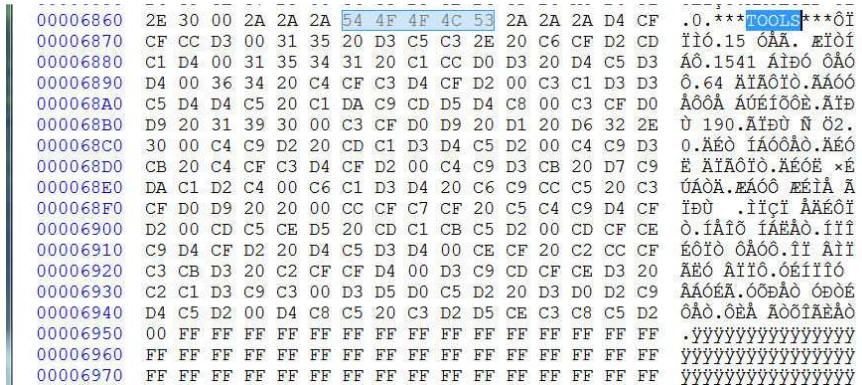 00006860 2E 30 00 2A 2A 2A 54 4F 4F 4C 53 2A 2A 2A D4 CF .0.***TOOLS***ÔÏ
00006870 CF CC D3 00 31 35 20 D3 C5 C3 2E 20 C6 CF D2 CD ÏÌÓ.15 ÓÅÃ. ÆÏÒÍ
00006880 C1 D4 00 31 35 34 31 20 C1 CC D0 D3 20 D4 C5 D3 ÁÔ.1541 ÁÌÐÓ ÔÅÓ
00006890 D4 00 36 34 20 C4 CF C3 D4 CF D2 00 C3 C1 D3 D3 Ô.64 ÄÏÃÔÏÒ.ÃÁÓÓ
000068A0 C5 D4 D4 C5 20 C1 DA C9 CD D5 D4 C8 00 C3 CF D0 ÅÔÔÅ ÁÚÉÍÕÔÈ.ÃÏÐ
000068B0 D9 20 31 39 30 00 C3 CF D0 D9 20 D1 20 D6 32 2E Ù 190.ÃÏÐÙ Ñ Ö2.
000068C0 30 00 C4 C9 D2 20 CD C1 D3 D4 C5 D2 00 C4 C9 D3 0.ÄÉÒ ÍÁÓÔÅÒ.ÄÉÓ
000068D0 CB 20 C4 CF C3 D4 CF D2 00 C4 C9 D3 CB 20 D7 C9 Ë ÄÏÃÔÏÒ.ÄÉÓË ×É
000068E0 DA C1 D2 C4 00 C6 C1 D3 D4 20 C6 C9 CC C5 20 C3 ÚÁÒÄ.ÆÁÓÔ ÆÉÌÅ Ã
000068F0 CF D0 D9 20 20 00 CC CF C7 CF 20 C5 C4 C9 D4 CF ÏÐÙ  .ÌÏÇÏ ÅÄÉÔÏ
00006900 D2 00 CD C5 CE D5 20 CD C1 CB C5 D2 00 CD CF CE Ò.ÍÅÎÕ ÍÁËÅÒ.ÍÏÎ
00006910 C9 D4 CF D2 20 D4 C5 D3 D4 00 CE CF 20 C2 CC CF ÉÔÏÒ ÔÅÓÔ.ÎÏ ÂÌÏ
00006920 C3 CB D3 20 C2 CF CF D4 00 D3 C9 CD CF CE D3 20 ÃËÓ ÂÏÏÔ.ÓÉÍÏÎÓ
00006930 C2 C1 D3 C9 C3 00 D3 D5 D0 C5 D2 20 D3 D0 D2 C9 ÂÁÓÉÃ.ÓÕÐÅÒ ÓÐÒÉ
00006940 D4 C5 D2 00 D4 C8 C5 20 C3 D2 D5 CE C3 C8 C5 D2 ÔÅÒ.ÔÈÅ ÃÒÕÎÃÈÅÒ
00006950 00 FF FF FF FF FF FF FF FF FF FF FF FF FF FF FF .ÿÿÿÿÿÿÿÿÿÿÿÿÿÿÿ
00006960 FF FF FF FF FF FF FF FF FF FF FF FF FF FF FF FF ÿÿÿÿÿÿÿÿÿÿÿÿÿÿÿÿ
00006970 FF FF FF FF FF FF FF FF FF FF FF FF FF FF FF FF ÿÿÿÿÿÿÿÿÿÿÿÿÿÿÿÿ